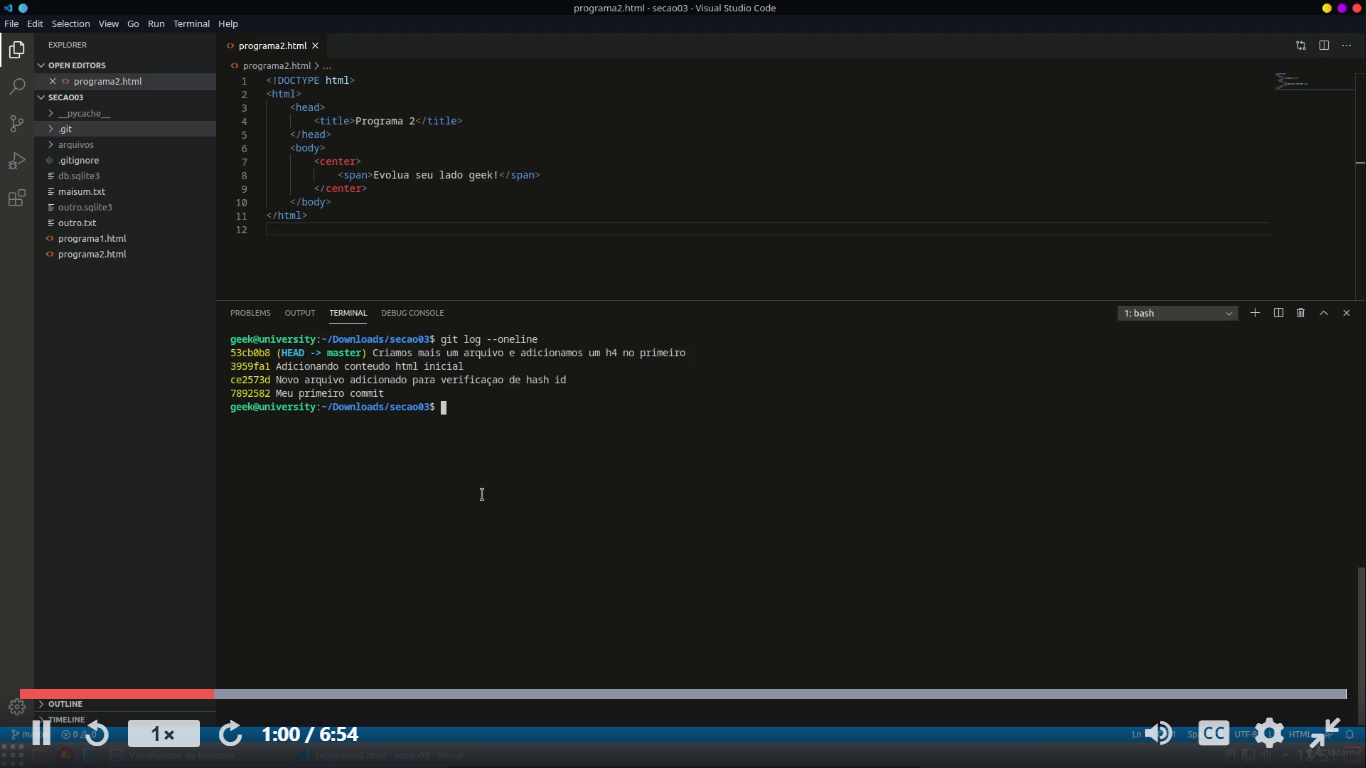 programa2.html - secao03 - Visual Studio Code
File Edit Selection View Go Run Terminal Help
EXPLORER
OPEN EDITORS
programa2.html
SECAO03
__pycache__
.git
arquivos
.gitignore
db.sqlite3
maisum.txt
outro.sqlite3
outro.txt
programa1.html
programa2.html
OUTLINE
TIMELINE
programa2.html
programa2.html > ...
1 <!DOCTYPE html>
2 <html>
3 <head>
4 <title>Programa 2</title>
5 </head>
6 <body>
7 <center>
8 <span>Evolua seu lado geek!</span>
9 </center>
10 </body>
11 </html>
12
PROBLEMS OUTPUT TERMINAL DEBUG CONSOLE
1: bash
geek@university:~/Downloads/secao03$ git log --oneline
53cb0b8 (HEAD -> master) Criamos mais um arquivo e adicionamos um h4 no primeiro
3959fa1 Adicionando conteudo html inicial
ce2573d Novo arquivo adicionado para verificaçao de hash id
7892582 Meu primeiro commit
geek@university:~/Downloads/secao03$
1× 1:00 / 6:54 CC
Visualizador de Imagens
programa2.html - secao03 - Visual...